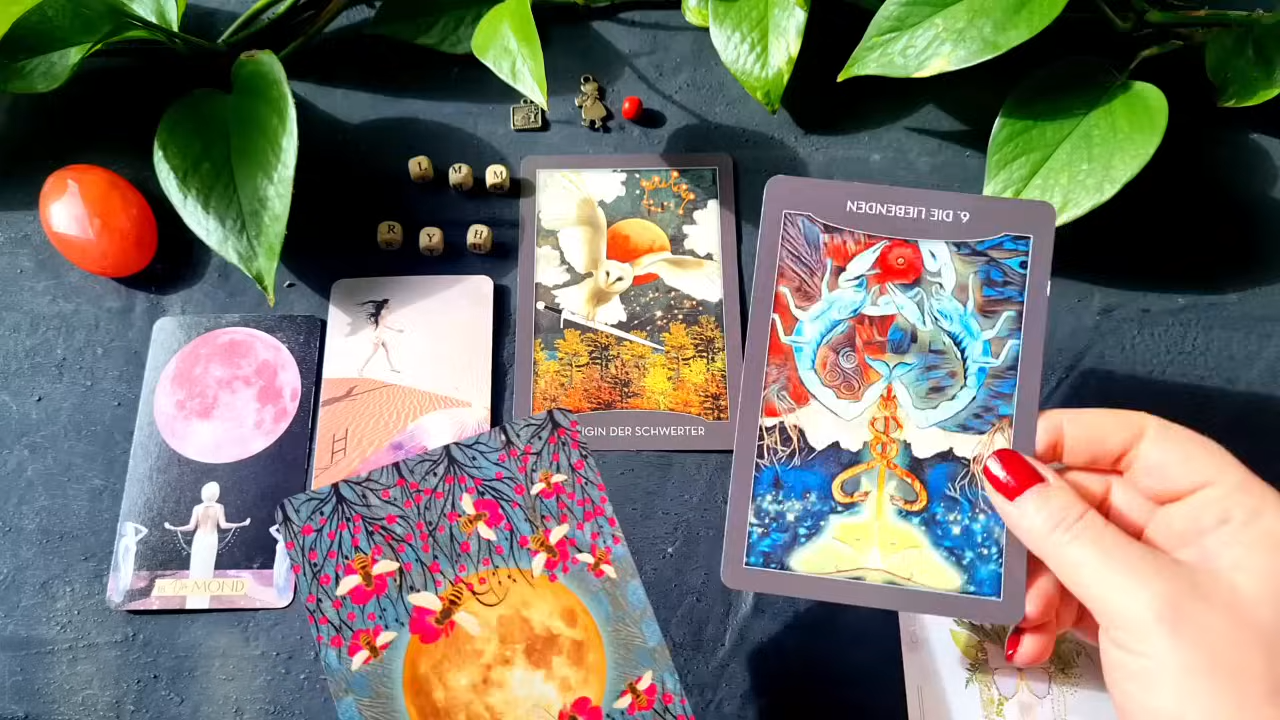 L M M
R Y H
6. DIE LIEBENDEN
IGIN DER SCHWERTER
MOND